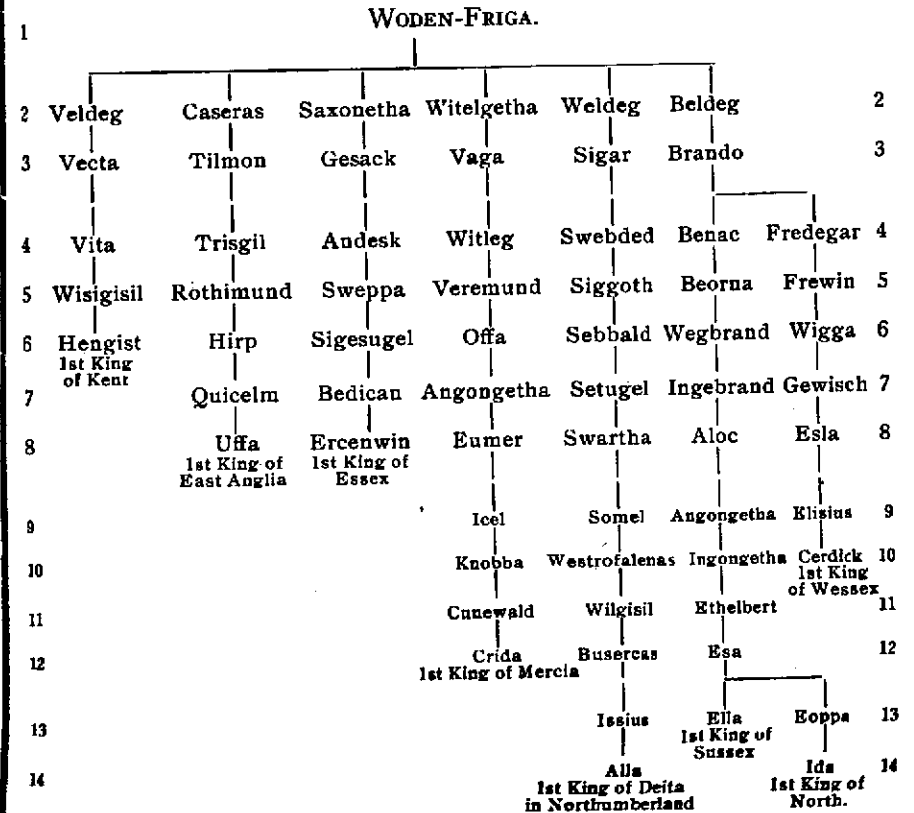 WODEN-FRIGA.
1
2 Veldeg Caseras Saxonetha Witelgetha Weldeg Beldeg 2
3 Vecta Tilmon Gesack Vaga Sigar Brando 3
4 Vita Trisgil Andesk Witleg Swebded Benac Fredegar 4
5 Wisigisil Rothimund Sweppa Veremund Siggoth Beorna Frewin 5
6 Hengist Hirp Sigesugel Offa Sebbald Wegbrand Wigga 6
1st King
of Kent
7 Quicelm Bedican Angongetha Setugel Ingebrand Gewisch 7
8 Uffa Ercenwin Eumer Swartha Aloc Esla 8
1st King of 1st King of
East Anglia Essex
9 Icel Somel Angongetha Elisius 9
10 Knobba Westrofalenas Ingongetha Cerdick 10
1st King
of Wessex
11 Cunewald Wilgisil Ethelbert 11
12 Crida Busercas Esa 12
1st King of Mercia
13 Issius Ella Eoppa 13
1st King of
Sussex
14 Alla Ida 14
1st King of Deita 1st King of
in Northumberland North.